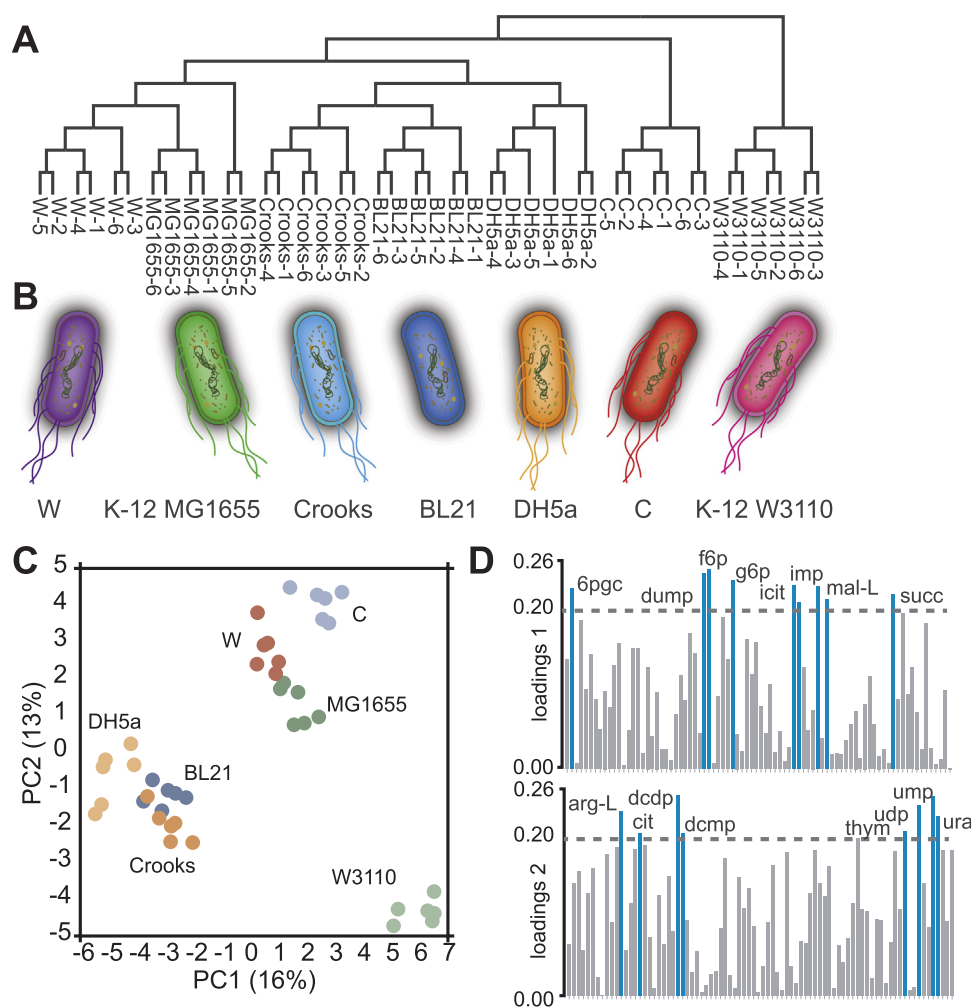 A
W-5 W-2 W-4 W-1 W-6 W-3 MG1655-6 MG1655-3 MG1655-4 MG1655-1 MG1655-5 MG1655-2 Crooks-4 Crooks-1 Crooks-6 Crooks-3 Crooks-5 Crooks-2 BL21-6 BL21-3 BL21-5 BL21-2 BL21-4 BL21-1 DH5a-4 DH5a-3 DH5a-5 DH5a-1 DH5a-6 DH5a-2 C-5 C-2 C-4 C-1 C-6 C-3 W3110-4 W3110-1 W3110-5 W3110-2 W3110-6 W3110-3
B
W K-12 MG1655 Crooks BL21 DH5a C K-12 W3110
C
5
4
3
2
1
0
-1
-2
-3
-4
-5
PC2 (13%)
C
W
MG1655
DH5a
BL21
Crooks
W3110
-6 -5 -4 -3 -2 -1 0 1 2 3 4 5 6 7
PC1 (16%)
D
0.26
0.20
0.00
loadings 1
6pgc dump f6p g6p icit imp mal-L succ
0.26
0.20
0.00
loadings 2
arg-L cit dcdp dcmp thym udp ump ura